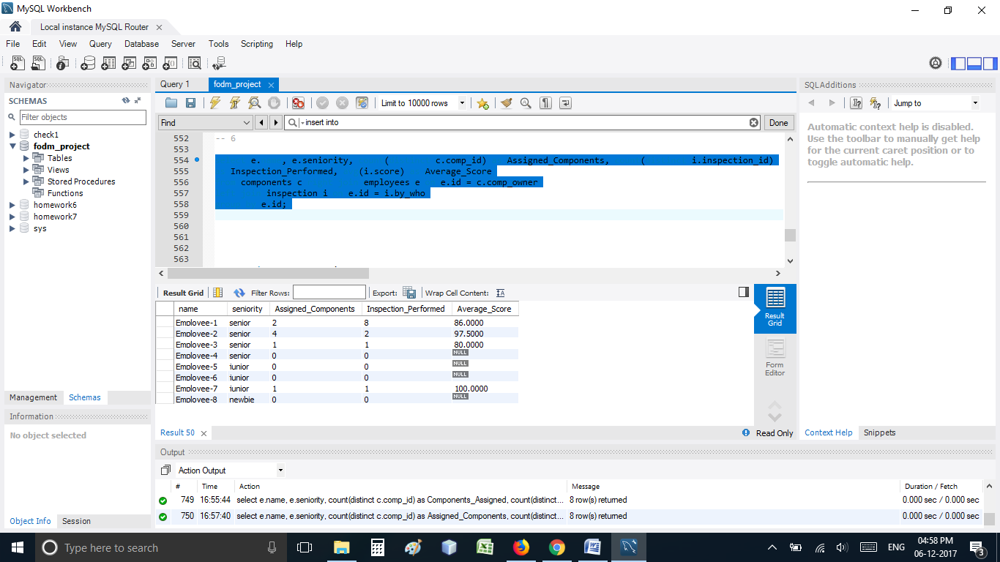 MySQL Workbench
Local instance MySQL Router
File Edit View Query Database Server Tools Scripting Help
Navigator
SCHEMAS
Filter objects
check1
fodm_project
Tables
Views
Stored Procedures
Functions
homework6
homework7
sys
Management Schemas
Information
No object selected
Object Info Session
Query 1 fodm_project
Limit to 10000 rows
Find insert into Done
552 -- 6
553
554 e. , e.seniority, ( c.comp_id) Assigned_Components, ( i.inspection_id)
555 Inspection_Performed, (i.score) Average_Score
556 components c employees e e.id = c.comp_owner
557 inspection i e.id = i.by_who
558 e.id;
559
560
561
562
563
Result Grid Filter Rows: Export: Wrap Cell Content:
name seniority Assigned_Components Inspection_Performed Average_Score
Employee-1 senior 2 8 86.0000
Employee-2 senior 4 2 97.5000
Employee-3 senior 1 1 80.0000
Employee-4 senior 0 0 NULL
Employee-5 junior 0 0 NULL
Employee-6 junior 0 0 NULL
Employee-7 junior 1 1 100.0000
Employee-8 newbie 0 0 NULL
Result Grid
Form Editor
Result 50
Read Only
SQLAdditions
Jump to
Automatic context help is disabled.
Use the toolbar to manually get help
for the current caret position or to
toggle automatic help.
Context Help Snippets
Output
Action Output
# Time Action Message Duration / Fetch
749 16:55:44 select e.name, e.seniority, count(distinct c.comp_id) as Components_Assigned, count(distinct... 8 row(s) returned 0.000 sec / 0.000 sec
750 16:57:40 select e.name, e.seniority, count(distinct c.comp_id) as Assigned_Components, count(distinct... 8 row(s) returned 0.000 sec / 0.000 sec
Type here to search
ENG
04:58 PM
06-12-2017
3